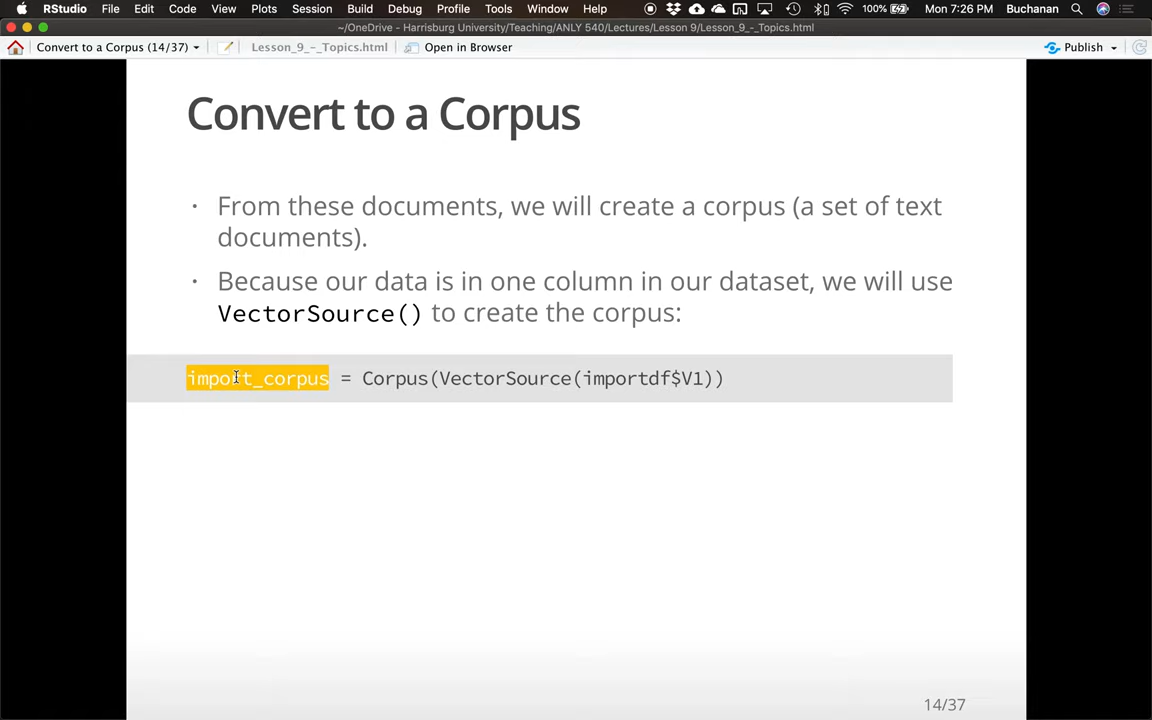 RStudio File Edit Code View Plots Session Build Debug Profile Tools Window Help 100% Mon 7:26 PM Buchanan
~/OneDrive - Harrisburg University/Teaching/ANLY 540/Lectures/Lesson 9/Lesson_9_-_Topics.html
Convert to a Corpus (14/37) Lesson_9_-_Topics.html Open in Browser Publish
Convert to a Corpus
• From these documents, we will create a corpus (a set of text
documents).
• Because our data is in one column in our dataset, we will use
VectorSource() to create the corpus:
import_corpus = Corpus(VectorSource(importdf$V1))
14/37